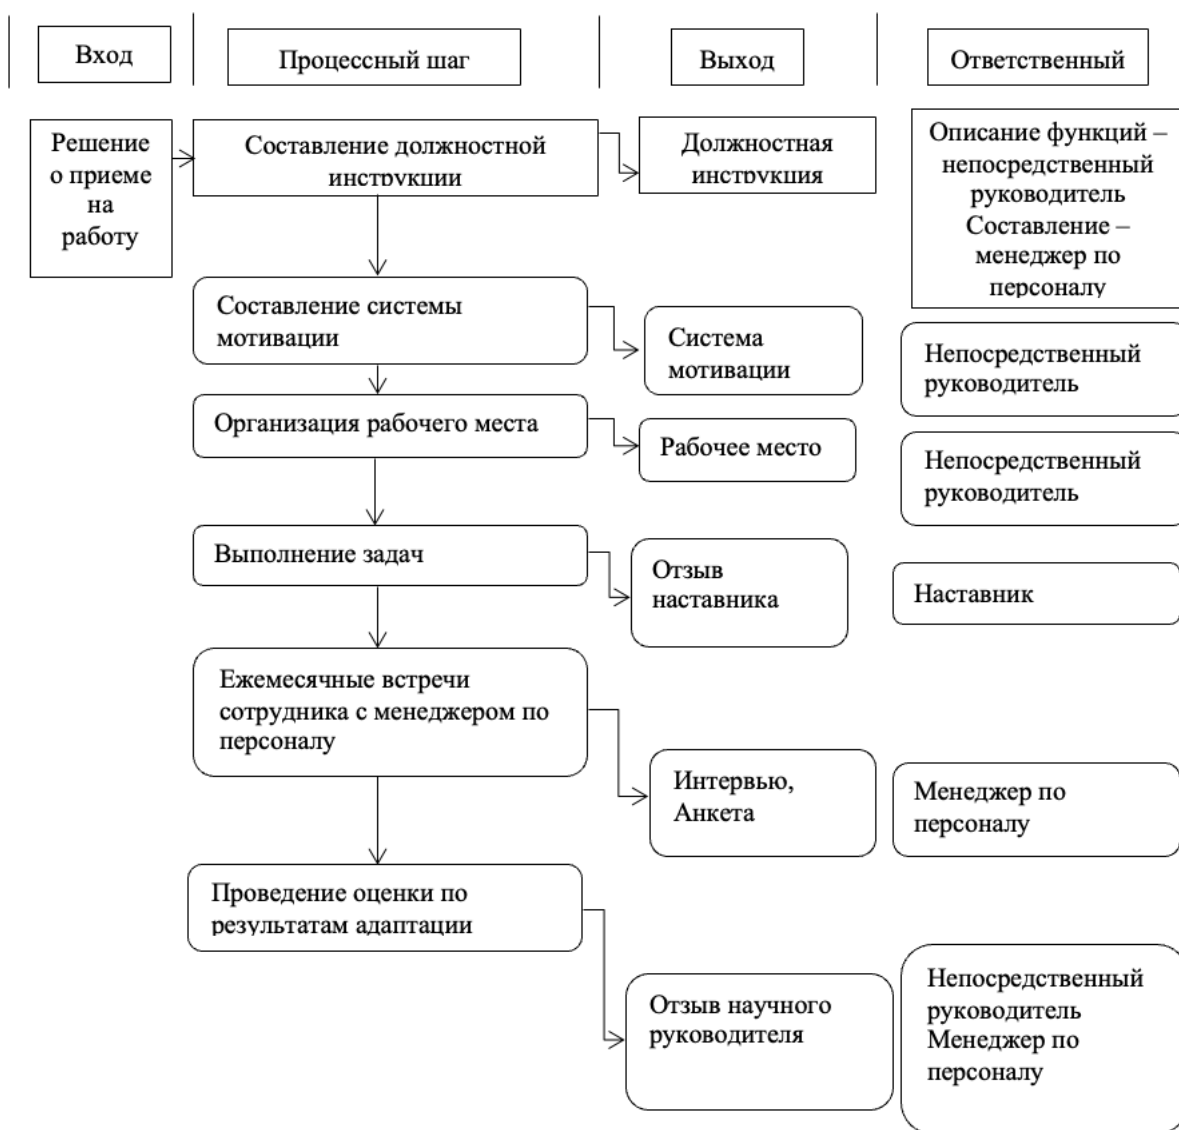 Вход
Процессный шаг
Выход
Ответственный
Решение
о приеме
на
работу
Составление должностной
инструкции
Должностная
инструкция
Описание функций –
непосредственный
руководитель
Составление –
менеджер по
персоналу
Составление системы
мотивации
Система
мотивации
Непосредственный
руководитель
Организация рабочего места
Рабочее место
Непосредственный
руководитель
Выполнение задач
Отзыв
наставника
Наставник
Ежемесячные встречи
сотрудника с менеджером по
персоналу
Интервью,
Анкета
Менеджер по
персоналу
Проведение оценки по
результатам адаптации
Отзыв научного
руководителя
Непосредственный
руководитель
Менеджер по
персоналу